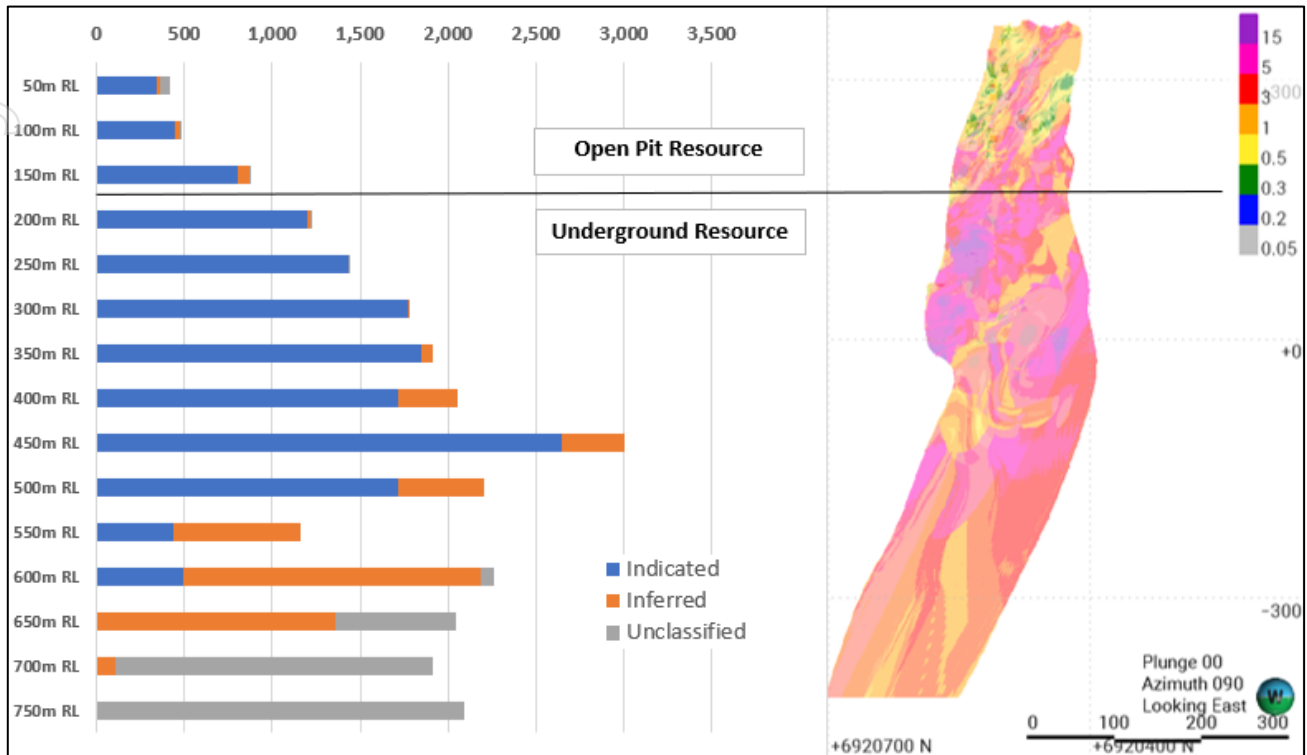 0 500 1,000 1,500 2,000 2,500 3,000 3,500
50m RL
100m RL
150m RL
200m RL
250m RL
300m RL
350m RL
400m RL
450m RL
500m RL
550m RL
600m RL
650m RL
700m RL
750m RL
Open Pit Resource
Underground Resource
Indicated
Inferred
Unclassified
15
5
3
1
0.5
0.3
0.2
0.05
+300
+0
-300
Plunge 00
Azimuth 090
Looking East
W
0 100 200 300
+6920700 N +6920400 N